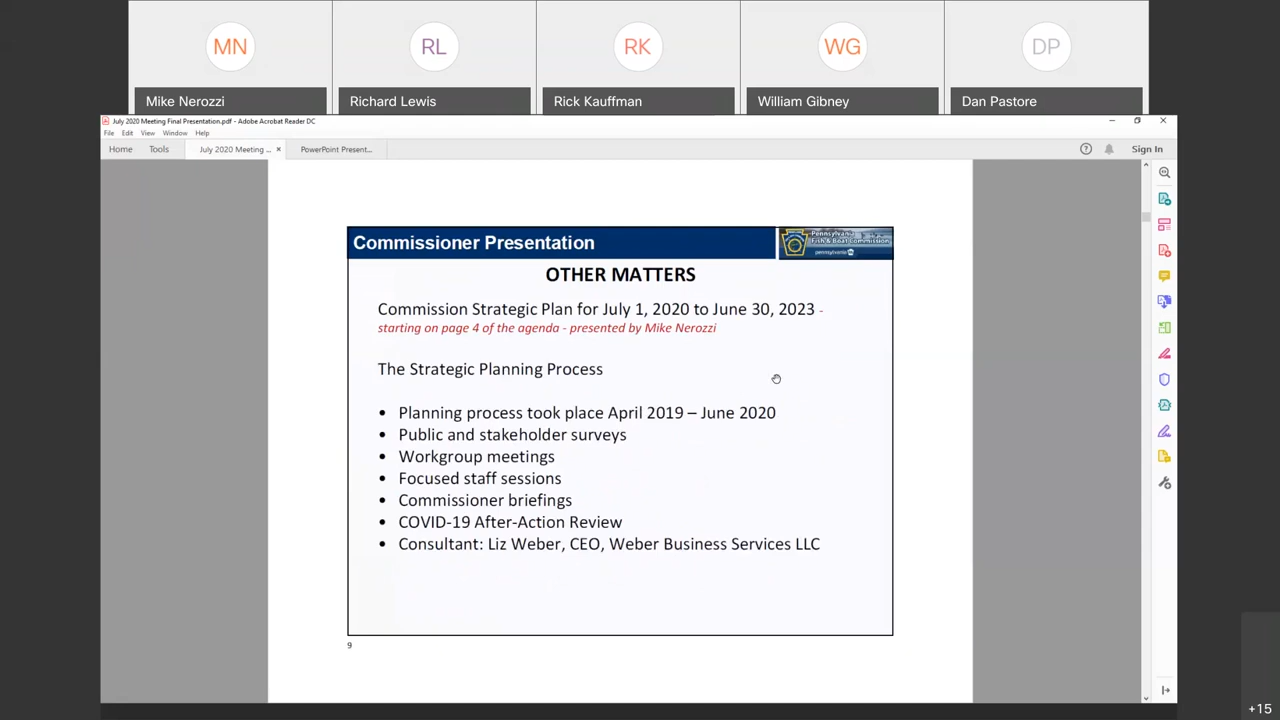 MN
RL
RK
WG
DP
Mike Nerozzi
Richard Lewis
Rick Kauffman
William Gibney
Dan Pastore
July 2020 Meeting Final Presentation.pdf - Adobe Acrobat Reader DC
File Edit View Window Help
Home Tools July 2020 Meeting ... × PowerPoint Present... Sign In
Commissioner Presentation
Pennsylvania
Fish & Boat Commission
pennsylvania
OTHER MATTERS
Commission Strategic Plan for July 1, 2020 to June 30, 2023 -
starting on page 4 of the agenda - presented by Mike Nerozzi
The Strategic Planning Process
• Planning process took place April 2019 – June 2020
• Public and stakeholder surveys
• Workgroup meetings
• Focused staff sessions
• Commissioner briefings
• COVID-19 After-Action Review
• Consultant: Liz Weber, CEO, Weber Business Services LLC
9
+15